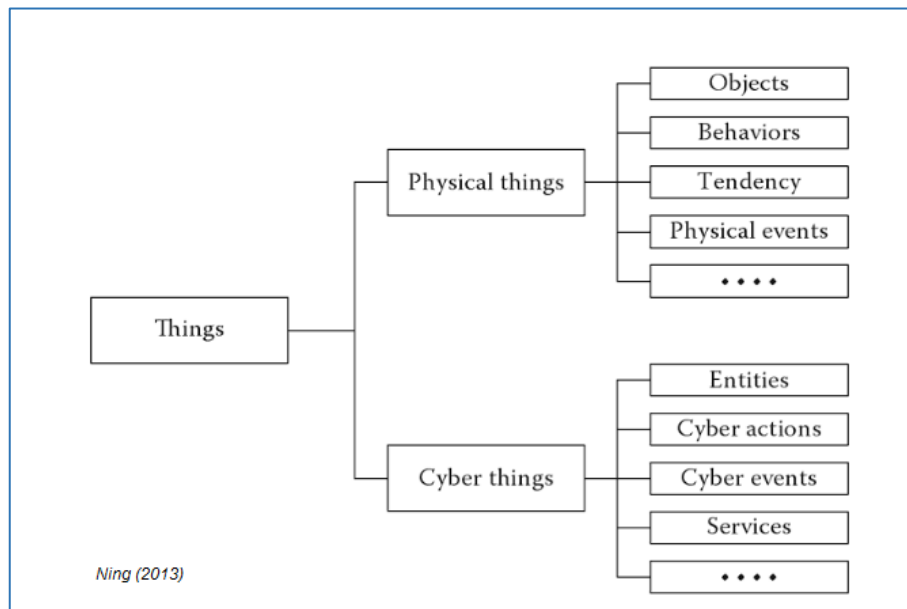 Things
Physical things
Objects
Behaviors
Tendency
Physical events
• • • •
Cyber things
Entities
Cyber actions
Cyber events
Services
• • • •
Ning (2013)